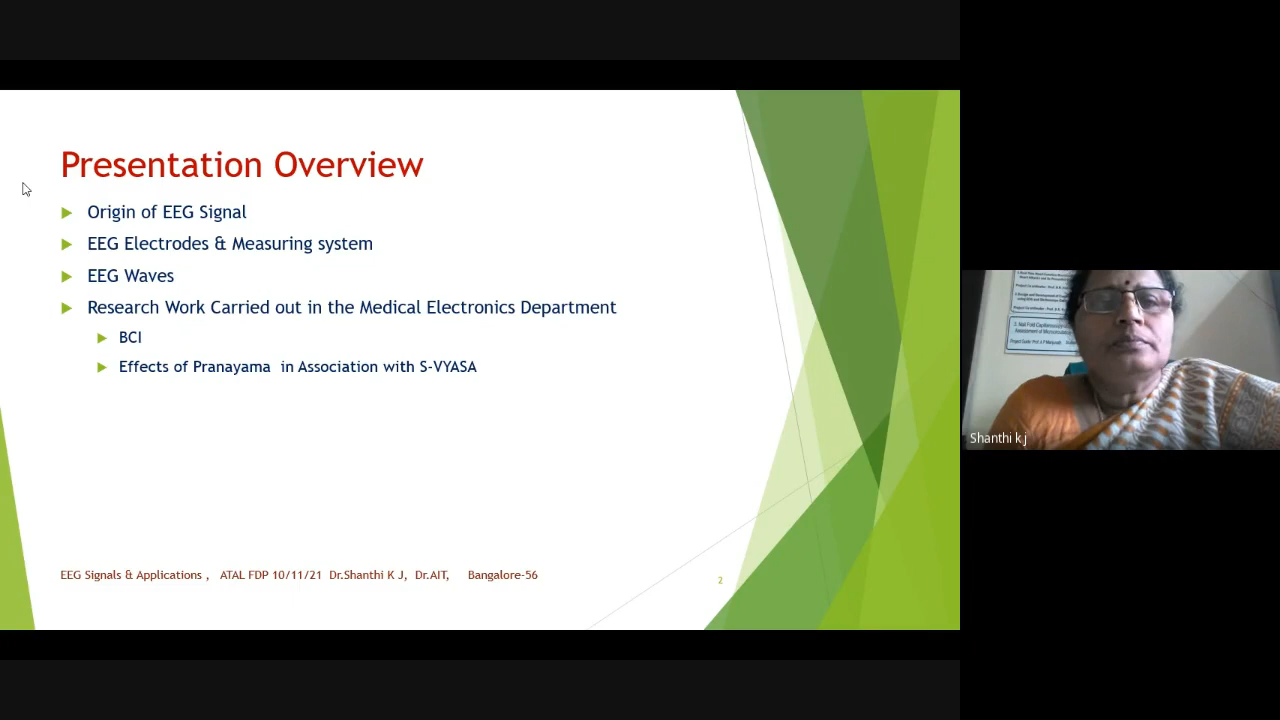 Presentation Overview
Origin of EEG Signal
EEG Electrodes & Measuring system
EEG Waves
Research Work Carried out in the Medical Electronics Department
BCI
Effects of Pranayama in Association with S-VYASA
EEG Signals & Applications , ATAL FDP 10/11/21 Dr.Shanthi K J, Dr.AIT, Bangalore-56
2
Shanthi k j